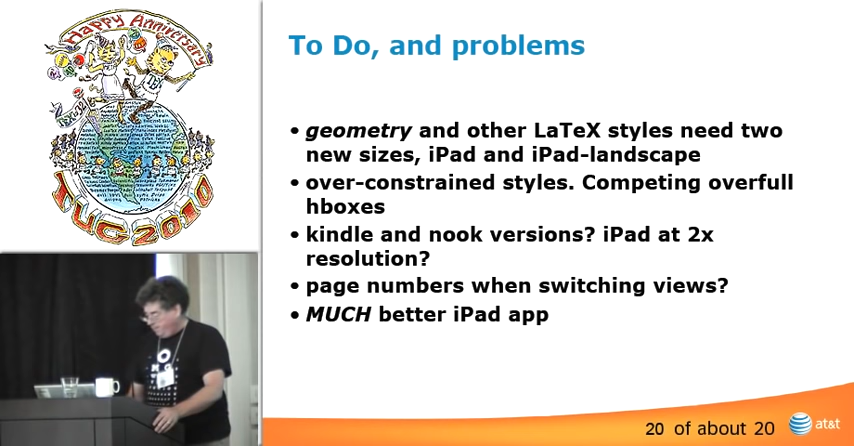 Happy Anniversary
TUG 2010
To Do, and problems
• geometry and other LaTeX styles need two
new sizes, iPad and iPad-landscape
• over-constrained styles. Competing overfull
hboxes
• kindle and nook versions? iPad at 2x
resolution?
• page numbers when switching views?
• MUCH better iPad app
20 of about 20
at&t